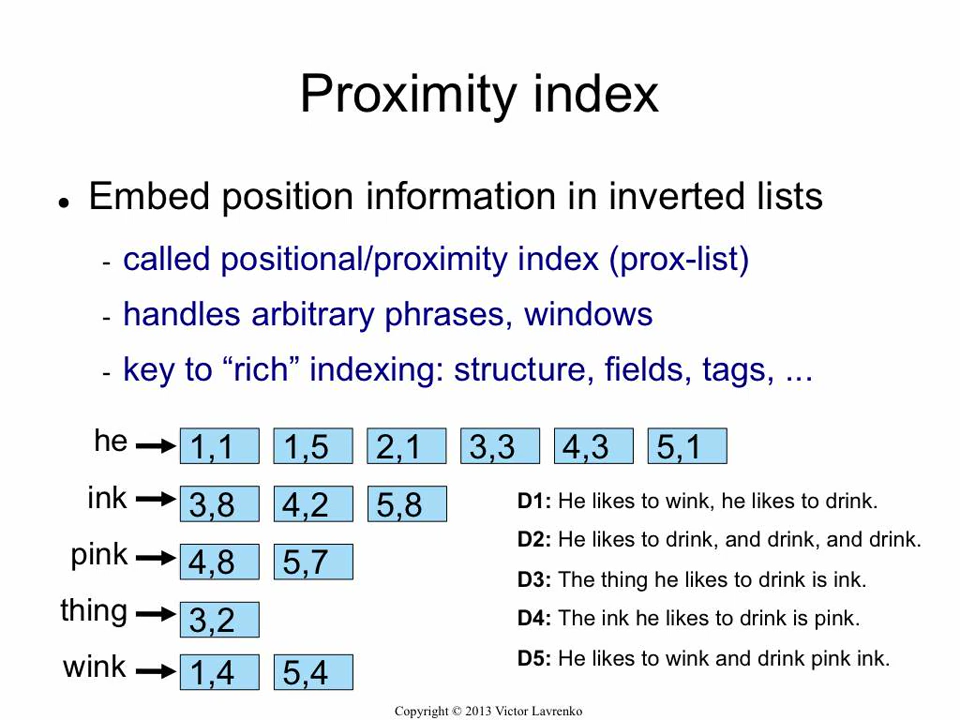 Proximity index
● Embed position information in inverted lists
- called positional/proximity index (prox-list)
- handles arbitrary phrases, windows
- key to “rich” indexing: structure, fields, tags, ...
he 1,1 1,5 2,1 3,3 4,3 5,1
ink 3,8 4,2 5,8
pink 4,8 5,7
thing 3,2
wink 1,4 5,4
D1: He likes to wink, he likes to drink.
D2: He likes to drink, and drink, and drink.
D3: The thing he likes to drink is ink.
D4: The ink he likes to drink is pink.
D5: He likes to wink and drink pink ink.
Copyright © 2013 Victor Lavrenko